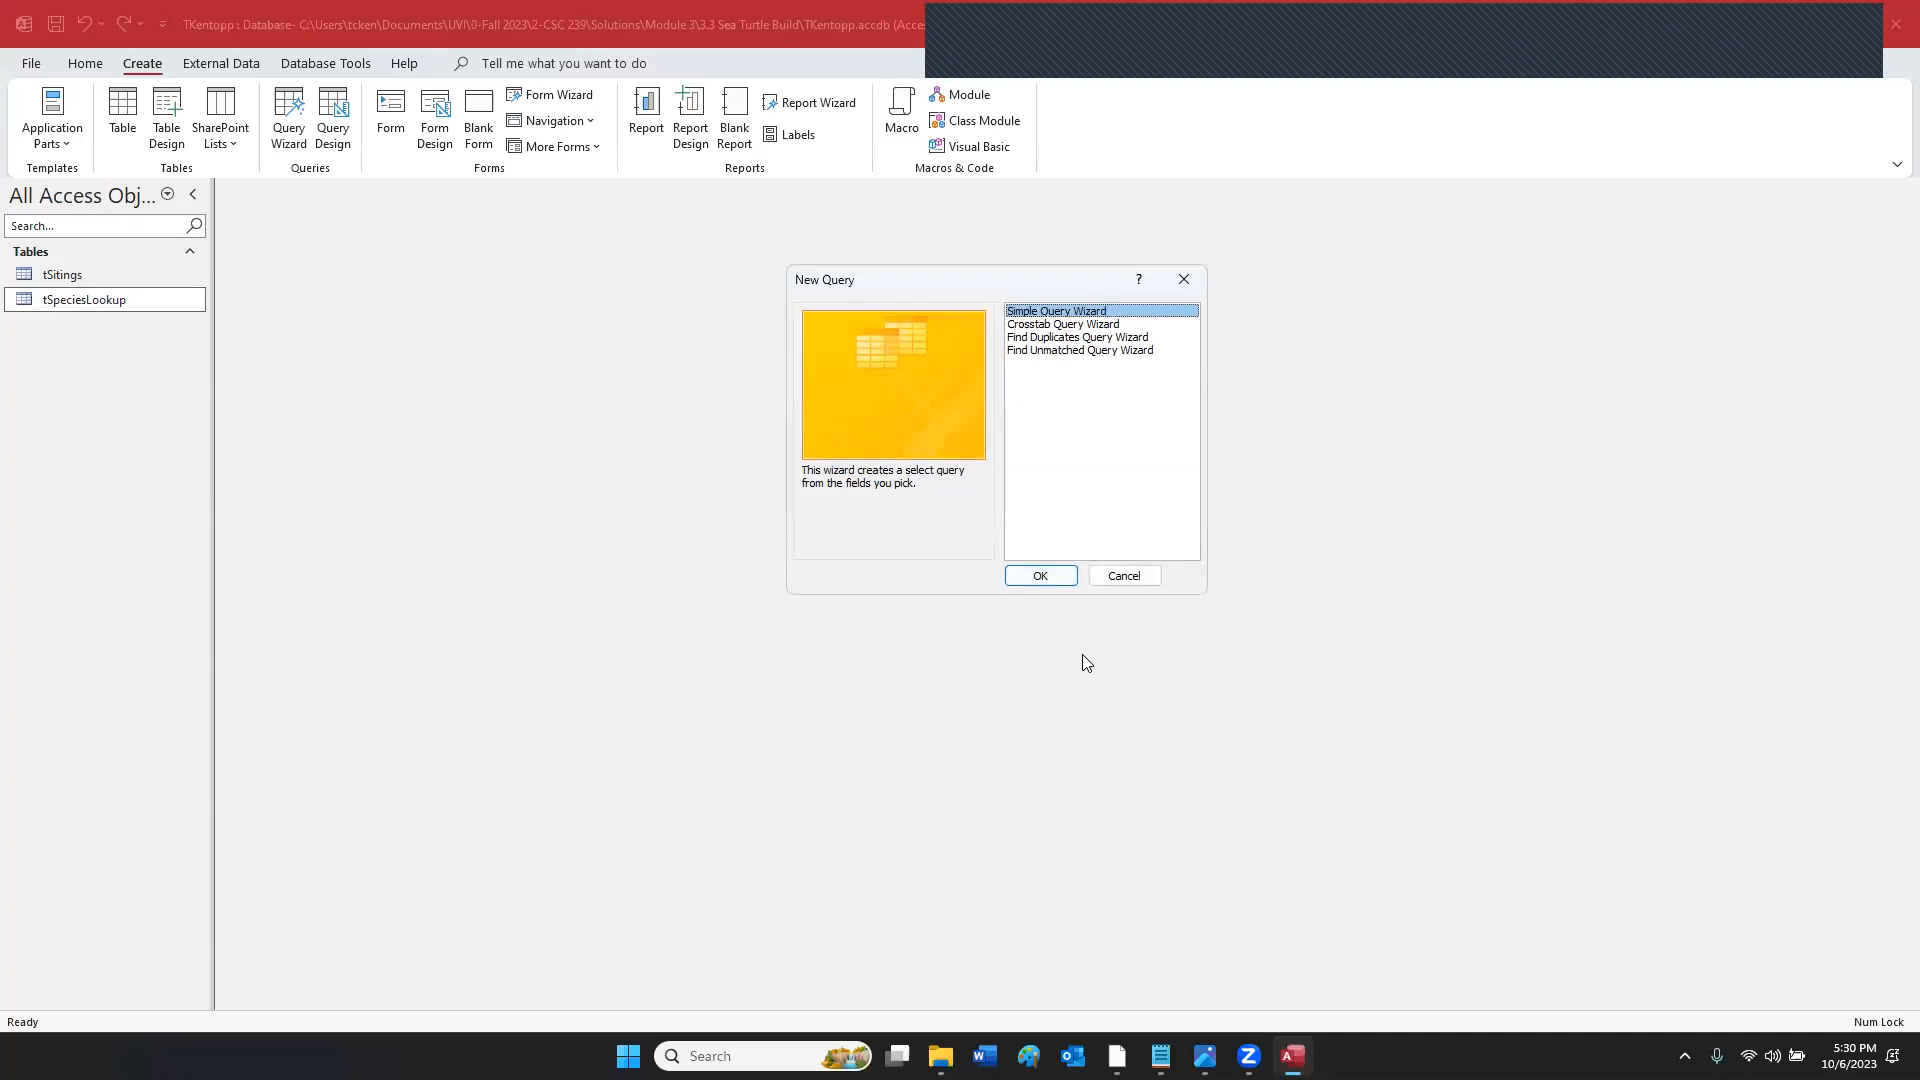 TKentopp : Database- C:\Users\tcken\Documents\UVI\0-Fall 2023\2-CSC 239\Solutions\Module 3\3.3 Sea Turtle Build\TKentopp.accdb (Acces
File Home Create External Data Database Tools Help Tell me what you want to do
Application Parts
Templates
Table
Table Design
SharePoint Lists
Tables
Query Wizard
Query Design
Queries
Form
Form Design
Blank Form
Form Wizard
Navigation
More Forms
Forms
Report
Report Design
Blank Report
Report Wizard
Labels
Reports
Macro
Module
Class Module
Visual Basic
Macros & Code
All Access Obj...
Search...
Tables
tSitings
tSpeciesLookup
New Query
?
Simple Query Wizard
Crosstab Query Wizard
Find Duplicates Query Wizard
Find Unmatched Query Wizard
This wizard creates a select query
from the fields you pick.
OK Cancel
Ready
Num Lock
Search
5:30 PM
10/6/2023